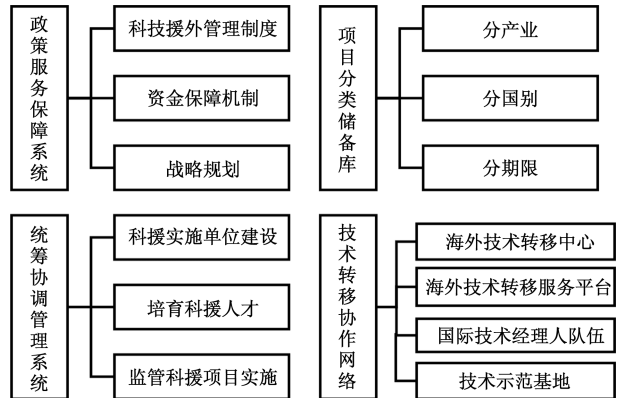 政策服务保障系统
科技援外管理制度
资金保障机制
战略规划
项目分类储备库
分产业
分国别
分期限
统筹协调管理系统
科援实施单位建设
培育科援人才
监管科援项目实施
技术转移协作网络
海外技术转移中心
海外技术转移服务平台
国际技术经理人队伍
技术示范基地